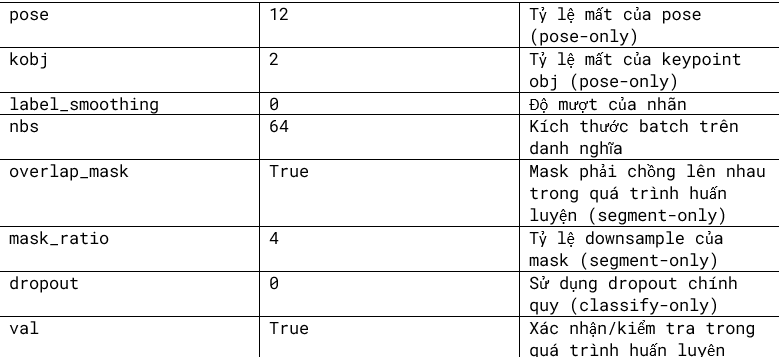 pose 12 Tỷ lệ mất của pose
(pose-only)
kobj 2 Tỷ lệ mất của keypoint
obj (pose-only)
label_smoothing 0 Độ mượt của nhãn
nbs 64 Kích thước batch trên
danh nghĩa
overlap_mask True Mask phải chồng lên nhau
trong quá trình huấn
luyện (segment-only)
mask_ratio 4 Tỷ lệ downsample của
mask (segment-only)
dropout 0 Sử dụng dropout chính
quy (classify-only)
val True Xác nhận/kiểm tra trong
quá trình huấn luyện